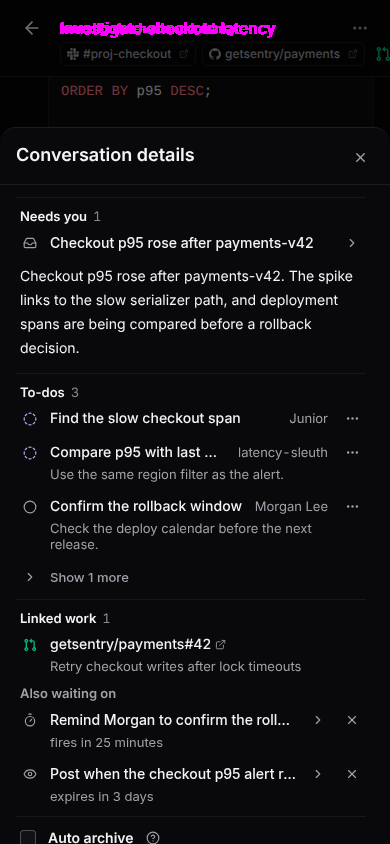 #proj-checkout
getsentry/payments
ORDER BY p95 DESC;
Conversation details
Needs you 1
Checkout p95 rose after payments-v42
Checkout p95 rose after payments-v42. The spike
links to the slow serializer path, and deployment
spans are being compared before a rollback
decision.
To-dos 3
Find the slow checkout span Junior
Compare p95 with last ... latency-sleuth
Use the same region filter as the alert.
Confirm the rollback window Morgan Lee
Check the deploy calendar before the next
release.
Show 1 more
Linked work 1
getsentry/payments#42
Retry checkout writes after lock timeouts
Also waiting on
Remind Morgan to confirm the roll...
fires in 25 minutes
Post when the checkout p95 alert r...
expires in 3 days
Auto archive